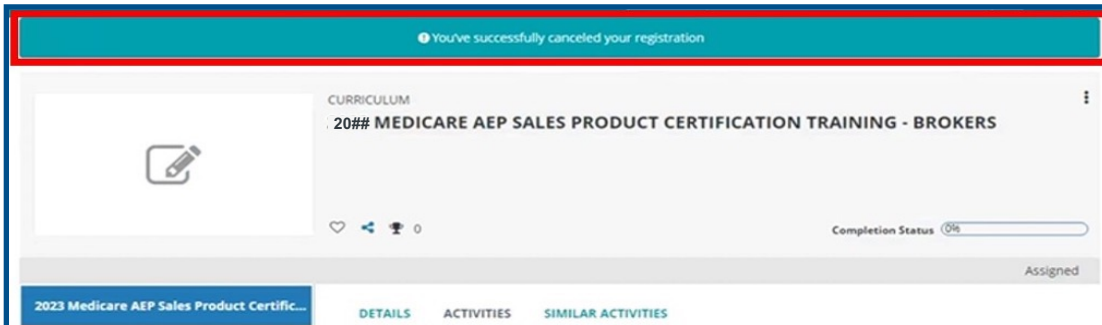 You've successfully canceled your registration
CURRICULUM
20## MEDICARE AEP SALES PRODUCT CERTIFICATION TRAINING - BROKERS
0
Completion Status 0%
Assigned
2023 Medicare AEP Sales Product Certific...
DETAILS ACTIVITIES SIMILAR ACTIVITIES